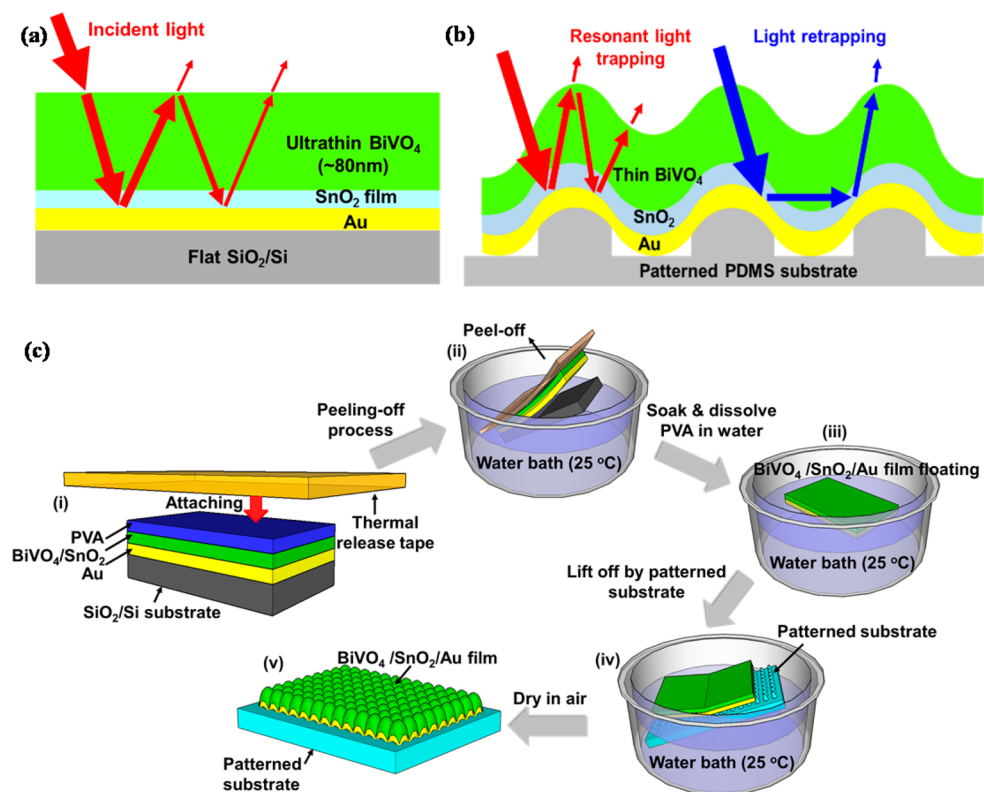 (a)
Incident light
Ultrathin BiVO₄
(~80nm)
SnO₂ film
Au
Flat SiO₂/Si
(b)
Resonant light
trapping
Light retrapping
Thin BiVO₄
SnO₂
Au
Patterned PDMS substrate
(c)
(i)
Attaching
Thermal
release tape
PVA
BiVO₄/SnO₂
Au
SiO₂/Si substrate
Peeling-off
process
(ii)
Peel-off
Water bath (25 °C)
Soak & dissolve
PVA in water
(iii)
BiVO₄ /SnO₂/Au film floating
Water bath (25 °C)
Lift off by patterned
substrate
(iv)
Patterned substrate
Water bath (25 °C)
Dry in air
(v)
BiVO₄ /SnO₂/Au film
Patterned
substrate